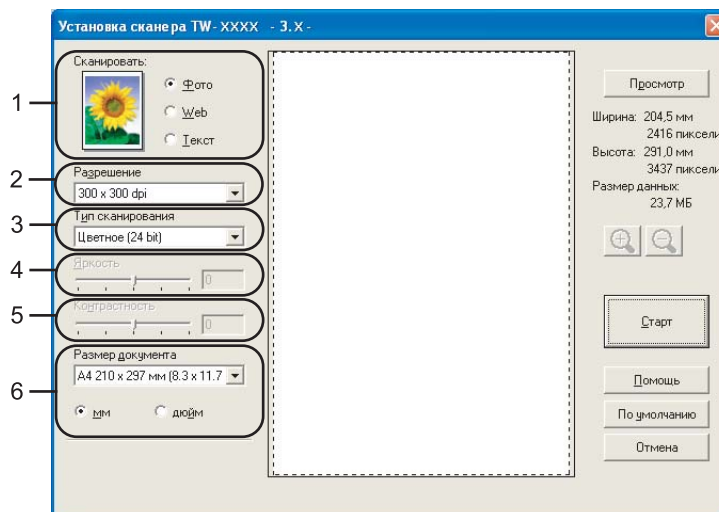 Установка сканера TW-XXXX - 3.X -
Сканировать:
1
Фото
Web
Текст
2
Разрешение
300 x 300 dpi
3
Тип сканирования
Цветное (24 bit)
4
Яркость
0
5
Контрастность
0
6
Размер документа
A4 210 x 297 мм (8.3 x 11.7
мм
дюйм
Просмотр
Ширина: 204,5 мм
2416 пиксели
Высота: 291,0 мм
3437 пиксели
Размер данных:
23,7 МБ
Старт
Помощь
По умолчанию
Отмена